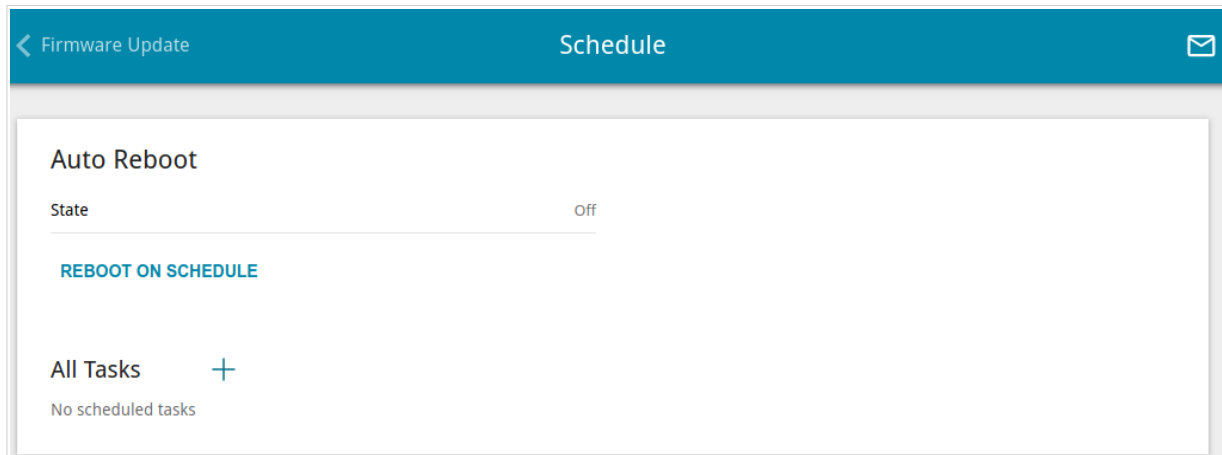 Firmware Update
Schedule
Auto Reboot
State Off
REBOOT ON SCHEDULE
All Tasks
No scheduled tasks